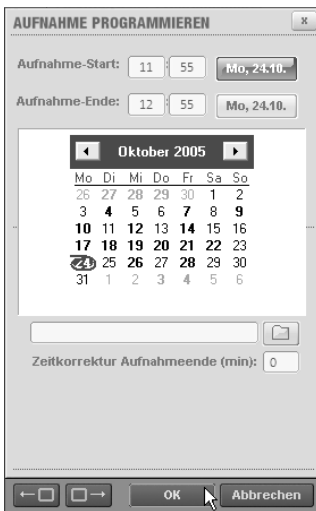 AUFNAHME PROGRAMMIEREN x
Aufnahme-Start: 11 : 55 Mo, 24.10.
Aufnahme-Ende: 12 : 55 Mo, 24.10.
Oktober 2005
Mo Di Mi Do Fr Sa So
26 27 28 29 30 1 2
3 4 5 6 7 8 9
10 11 12 13 14 15 16
17 18 19 20 21 22 23
24 25 26 27 28 29 30
31 1 2 3 4 5 6
Zeitkorrektur Aufnahmeende (min): 0
OK Abbrechen